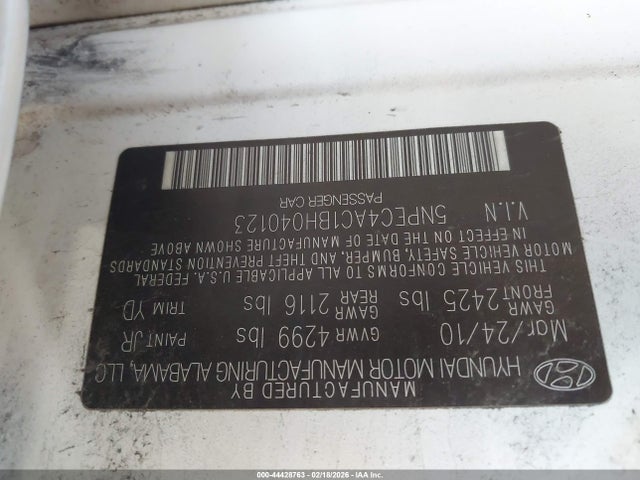 MANUFACTURED BY
HYUNDAI MOTOR MANUFACTURING ALABAMA, LLC
Mar/24/10 GVWR 4299 lbs PAINT JR
GAWR FRONT 2425 lbs GAWR REAR 2116 lbs TRIM YD
THIS VEHICLE CONFORMS TO ALL APPLICABLE U.S.A. FEDERAL
MOTOR VEHICLE SAFETY, BUMPER, AND THEFT PREVENTION STANDARDS
IN EFFECT ON THE DATE OF MANUFACTURE SHOWN ABOVE
V.I.N 5NPEC4AC1BH040123
PASSENGER CAR
000-44428763 02/18/2026 - COPART